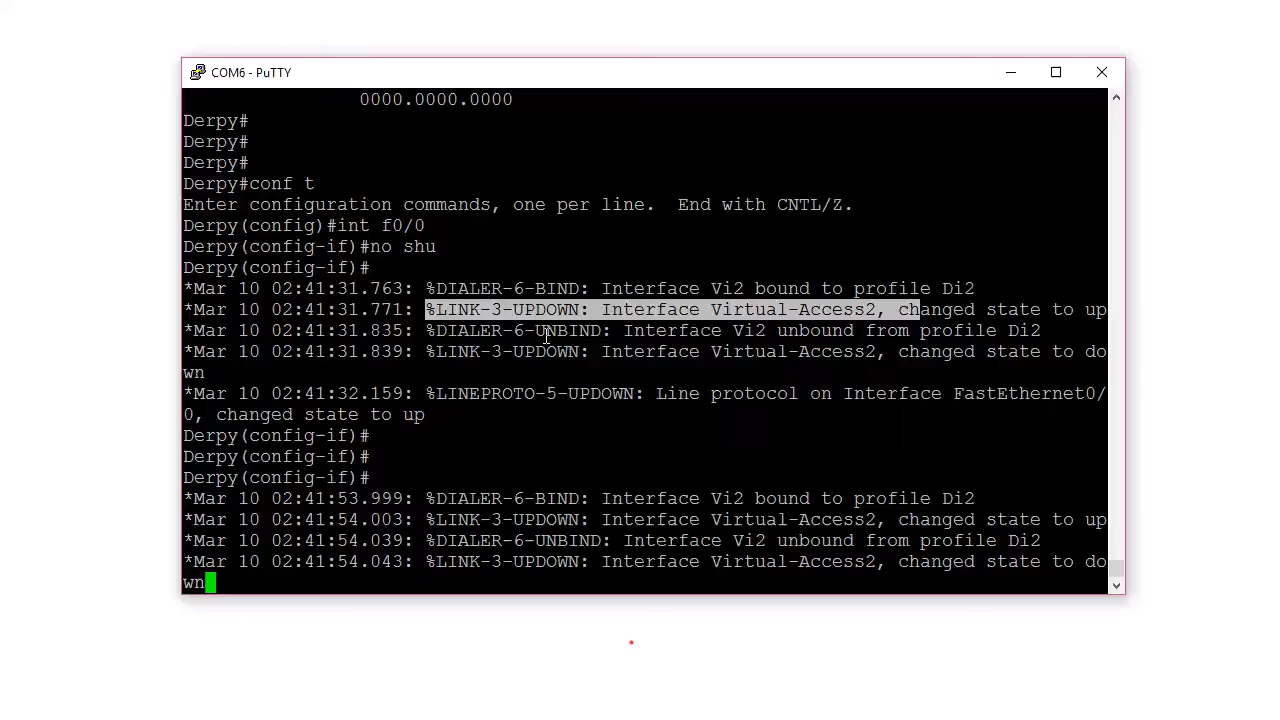 COM6 - PuTTY
0000.0000.0000
Derpy#
Derpy#
Derpy#
Derpy#conf t
Enter configuration commands, one per line.  End with CNTL/Z.
Derpy(config)#int f0/0
Derpy(config-if)#no shu
Derpy(config-if)#
*Mar 10 02:41:31.763: %DIALER-6-BIND: Interface Vi2 bound to profile Di2
*Mar 10 02:41:31.771: %LINK-3-UPDOWN: Interface Virtual-Access2, changed state to up
*Mar 10 02:41:31.835: %DIALER-6-UNBIND: Interface Vi2 unbound from profile Di2
*Mar 10 02:41:31.839: %LINK-3-UPDOWN: Interface Virtual-Access2, changed state to do
wn
*Mar 10 02:41:32.159: %LINEPROTO-5-UPDOWN: Line protocol on Interface FastEthernet0/
0, changed state to up
Derpy(config-if)#
Derpy(config-if)#
Derpy(config-if)#
*Mar 10 02:41:53.999: %DIALER-6-BIND: Interface Vi2 bound to profile Di2
*Mar 10 02:41:54.003: %LINK-3-UPDOWN: Interface Virtual-Access2, changed state to up
*Mar 10 02:41:54.039: %DIALER-6-UNBIND: Interface Vi2 unbound from profile Di2
*Mar 10 02:41:54.043: %LINK-3-UPDOWN: Interface Virtual-Access2, changed state to do
wn